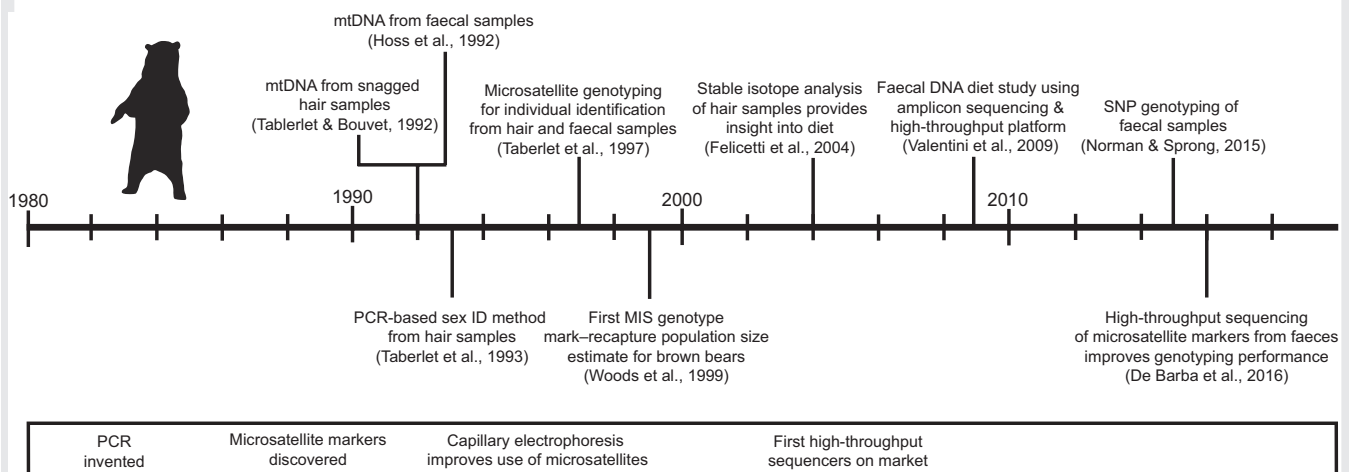 mtDNA from faecal samples
(Hoss et al., 1992)
mtDNA from snagged
hair samples
(Tablerlet & Bouvet, 1992)
Microsatellite genotyping
for individual identification
from hair and faecal samples
(Taberlet et al., 1997)
Stable isotope analysis
of hair samples provides
insight into diet
(Felicetti et al., 2004)
Faecal DNA diet study using
amplicon sequencing &
high-throughput platform
(Valentini et al., 2009)
SNP genotyping of
faecal samples
(Norman & Sprong, 2015)
1980
1990
2000
2010
PCR-based sex ID method
from hair samples
(Taberlet et al., 1993)
First MIS genotype
mark–recapture population size
estimate for brown bears
(Woods et al., 1999)
High-throughput sequencing
of microsatellite markers from faeces
improves genotyping performance
(De Barba et al., 2016)
PCR
invented
Microsatellite markers
discovered
Capillary electrophoresis
improves use of microsatellites
First high-throughput
sequencers on market